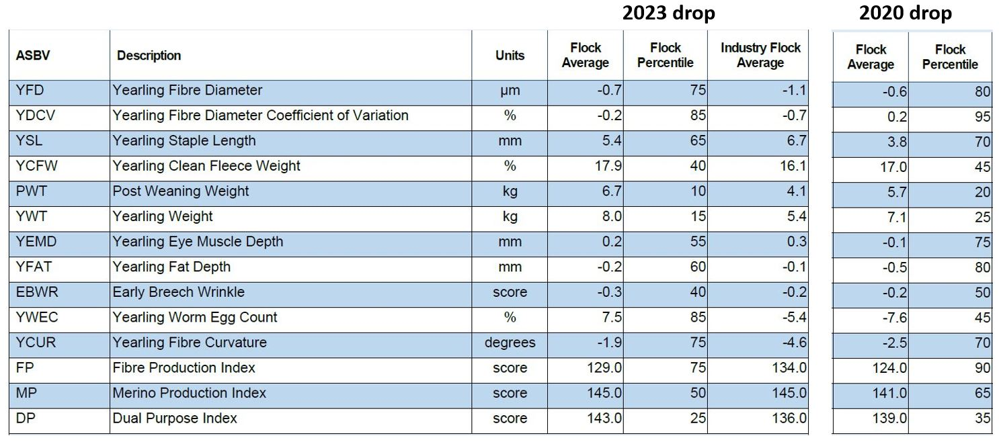 2023 drop 2020 drop
ASBV Description Units Flock Average Flock Percentile Industry Flock Average Flock Average Flock Percentile
YFD Yearling Fibre Diameter µm -0.7 75 -1.1 -0.6 80
YDCV Yearling Fibre Diameter Coefficient of Variation % -0.2 85 -0.7 0.2 95
YSL Yearling Staple Length mm 5.4 65 6.7 3.8 70
YCFW Yearling Clean Fleece Weight % 17.9 40 16.1 17.0 45
PWT Post Weaning Weight kg 6.7 10 4.1 5.7 20
YWT Yearling Weight kg 8.0 15 5.4 7.1 25
YEMD Yearling Eye Muscle Depth mm 0.2 55 0.3 -0.1 75
YFAT Yearling Fat Depth mm -0.2 60 -0.1 -0.5 80
EBWR Early Breech Wrinkle score -0.3 40 -0.2 -0.2 50
YWEC Yearling Worm Egg Count % 7.5 85 -5.4 -7.6 45
YCUR Yearling Fibre Curvature degrees -1.9 75 -4.6 -2.5 70
FP Fibre Production Index score 129.0 75 134.0 124.0 90
MP Merino Production Index score 145.0 50 145.0 141.0 65
DP Dual Purpose Index score 143.0 25 136.0 139.0 35